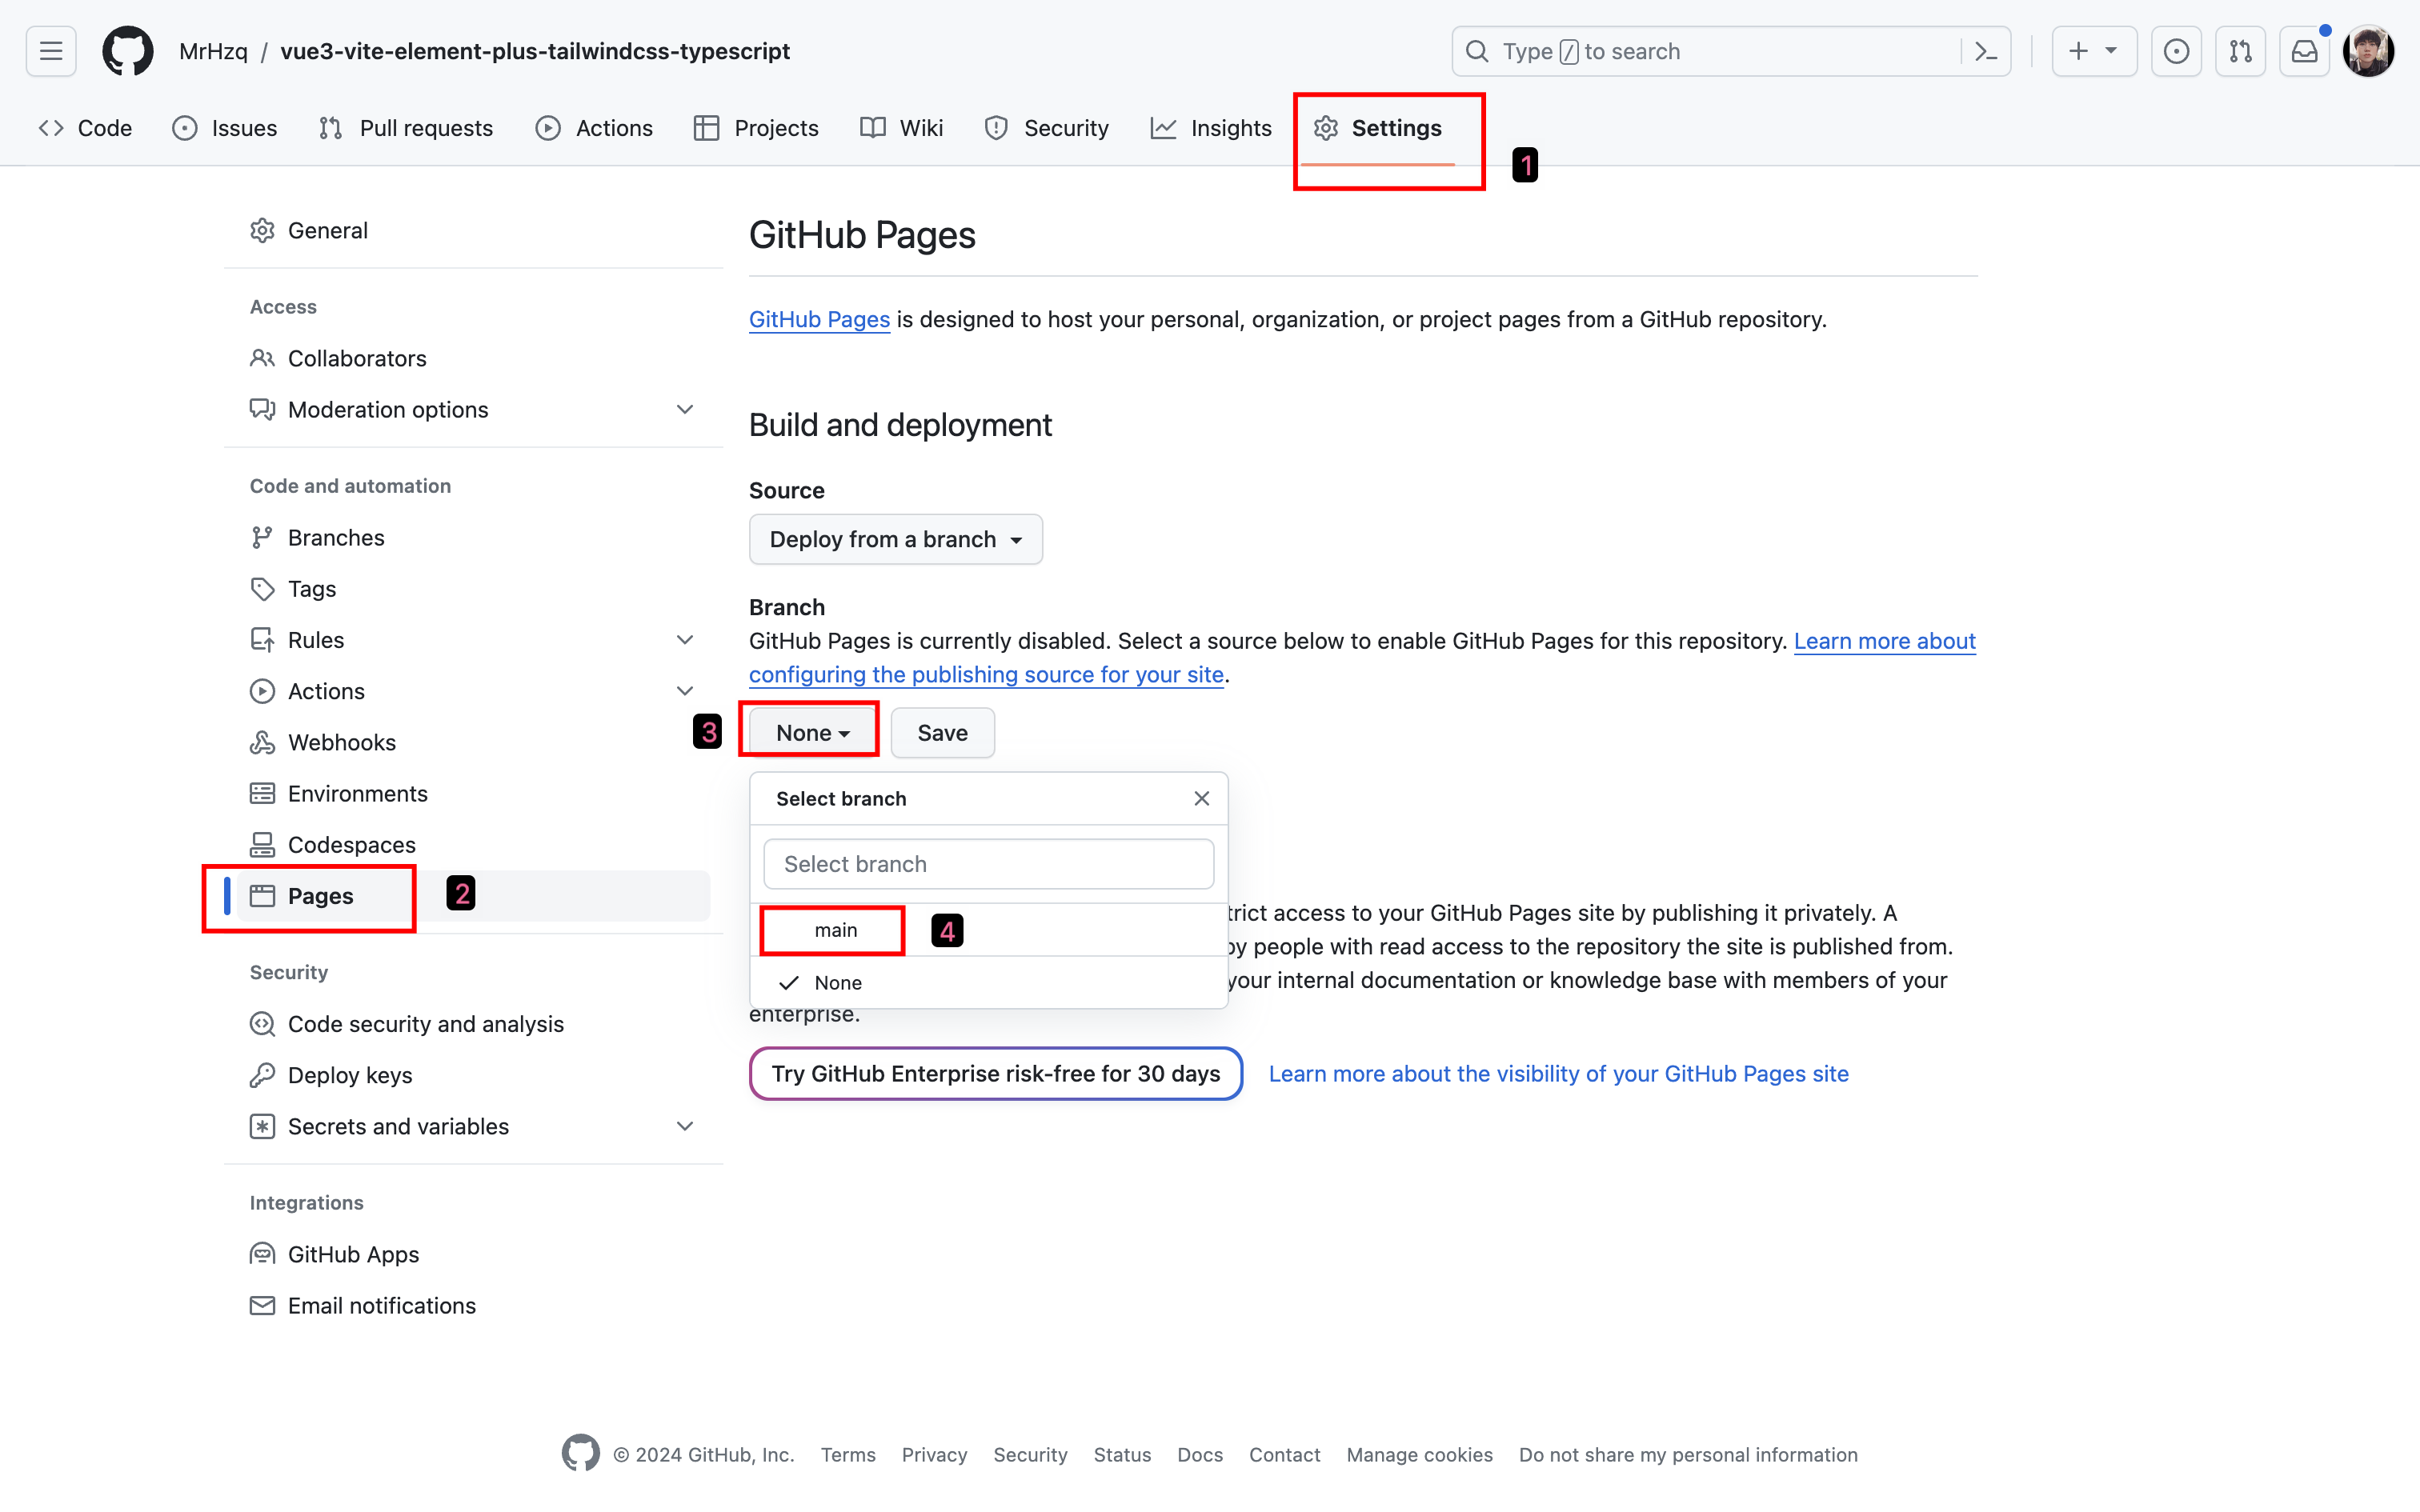 MrHzq / vue3-vite-element-plus-tailwindcss-typescript
Type / to search
Code
Issues
Pull requests
Actions
Projects
Wiki
Security
Insights
Settings
1
General
Access
Collaborators
Moderation options
Code and automation
Branches
Tags
Rules
Actions
Webhooks
Environments
Codespaces
Pages
2
Security
Code security and analysis
Deploy keys
Secrets and variables
Integrations
GitHub Apps
Email notifications
GitHub Pages
GitHub Pages is designed to host your personal, organization, or project pages from a GitHub repository.
Build and deployment
Source
Deploy from a branch
Branch
GitHub Pages is currently disabled. Select a source below to enable GitHub Pages for this repository. Learn more about
configuring the publishing source for your site.
3
None
Save
Select branch
Select branch
main
4
None
trict access to your GitHub Pages site by publishing it privately. A
by people with read access to the repository the site is published from.
your internal documentation or knowledge base with members of your
enterprise.
Try GitHub Enterprise risk-free for 30 days
Learn more about the visibility of your GitHub Pages site
© 2024 GitHub, Inc.
Terms
Privacy
Security
Status
Docs
Contact
Manage cookies
Do not share my personal information